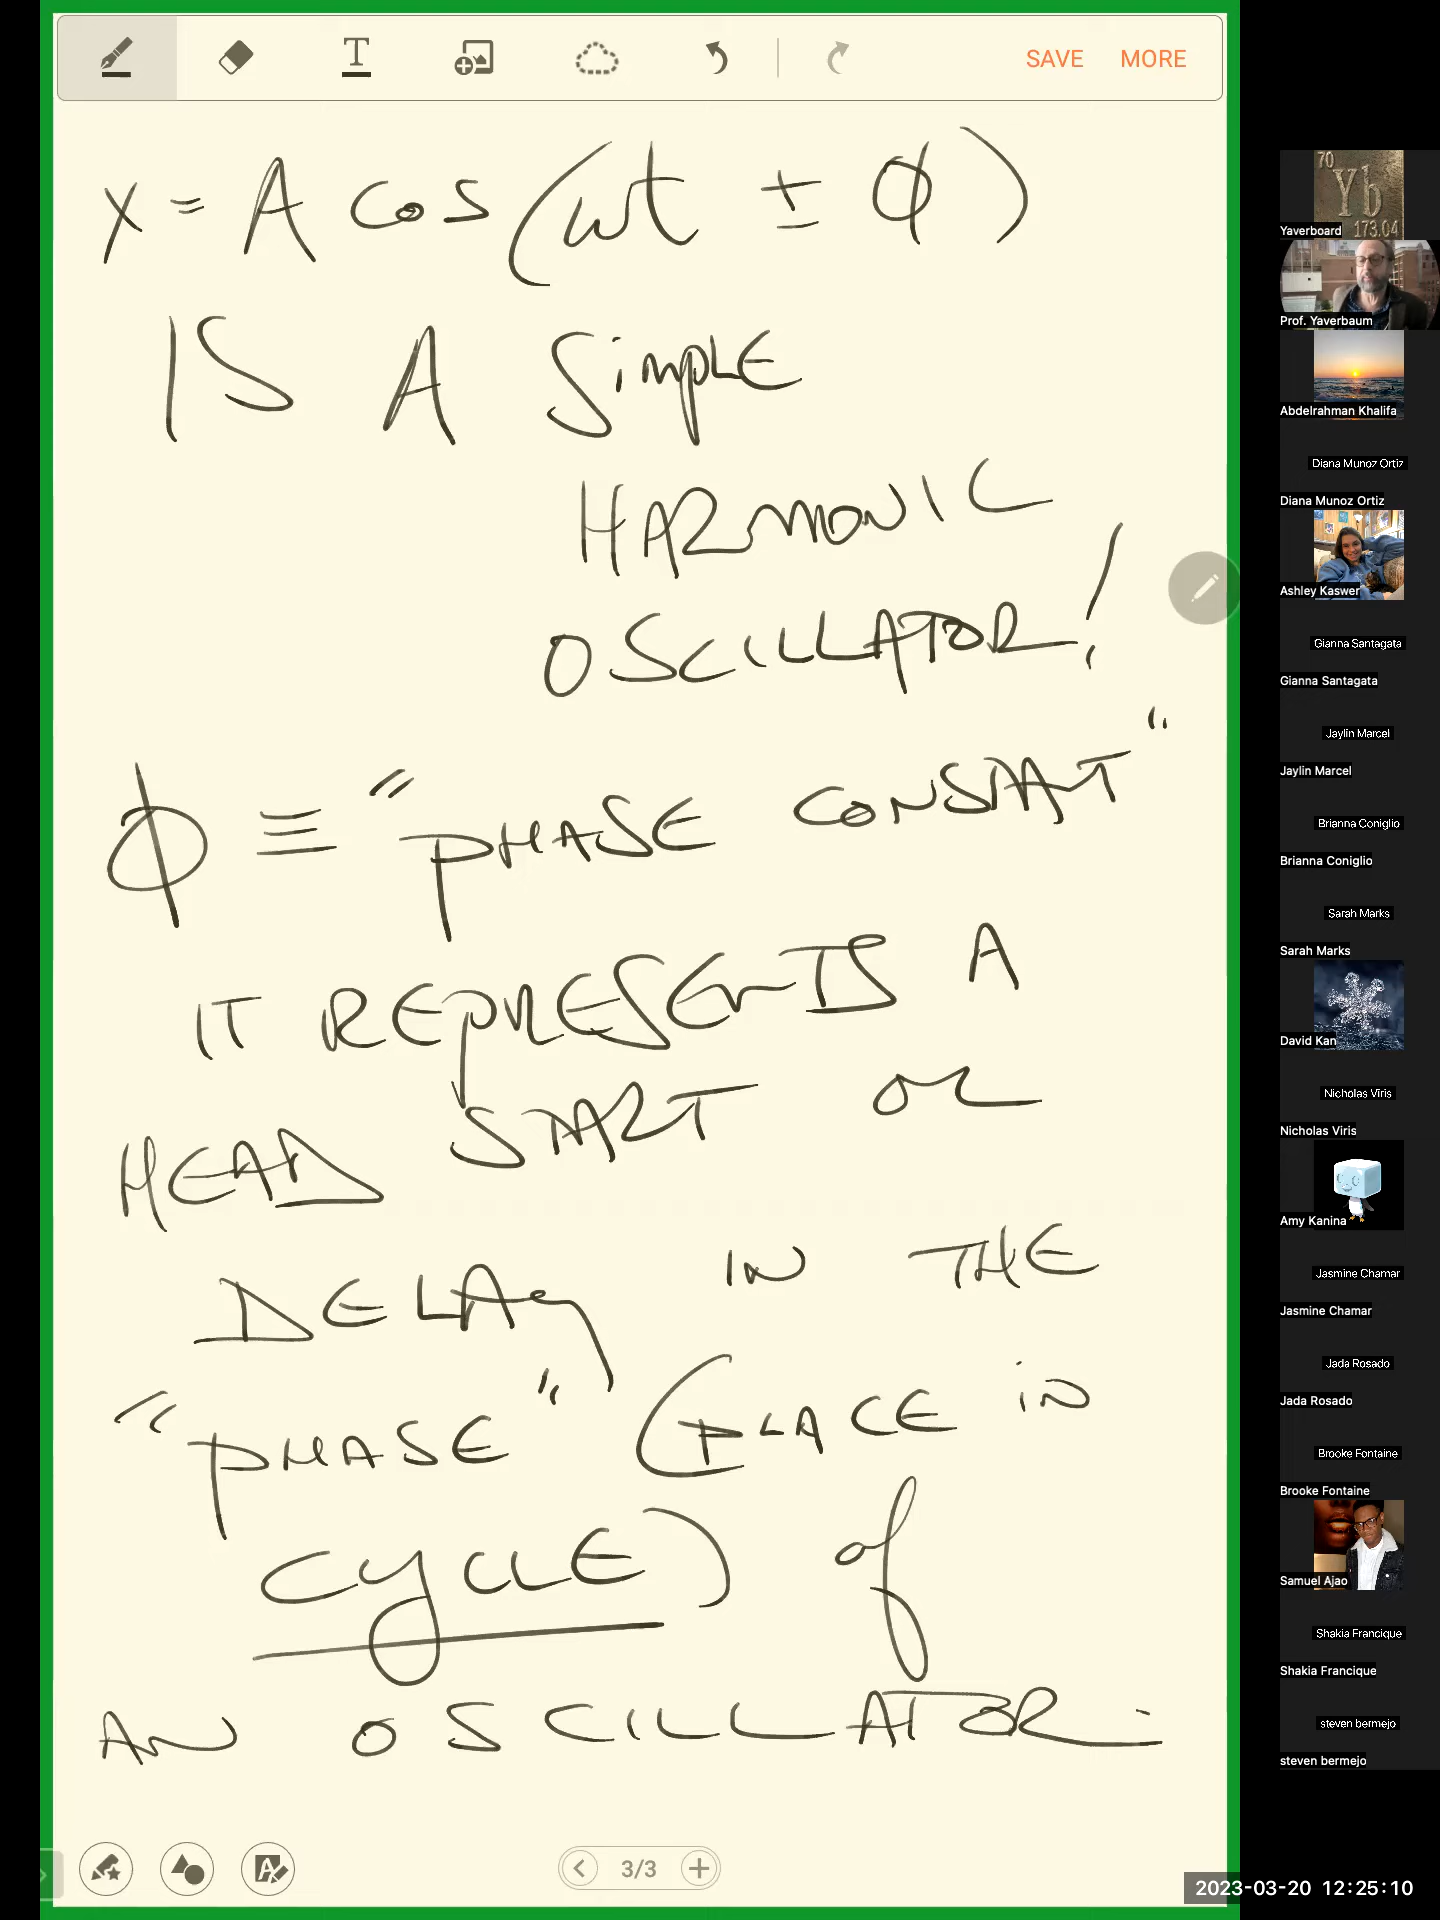 SAVE MORE
x = A cos (ωt ± ϕ)
IS A SimpLE
HARmONIC
OSCILLATOR!
ϕ ≡ "PHASE CONSTANT"
IT REPRESENTS A
HEAD START OR
DELAY IN THE
"PHASE" (PLACE iN
CYCLE) of
AN OSCILLATOR.
3/3
70
Yb
173.04
Yaverboard
Prof. Yaverbaum
Abdelrahman Khalifa
Diana Munoz Ortiz
Diana Munoz Ortiz
Ashley Kaswer
Gianna Santagata
Gianna Santagata
Jaylin Marcel
Jaylin Marcel
Brianna Coniglio
Brianna Coniglio
Sarah Marks
Sarah Marks
David Kan
Nicholas Viris
Nicholas Viris
Amy Kanina
Jasmine Chamar
Jasmine Chamar
Jada Rosado
Jada Rosado
Brooke Fontaine
Brooke Fontaine
Samuel Ajao
Shakia Francique
Shakia Francique
steven bermejo
steven bermejo
2023-03-20 12:25:10